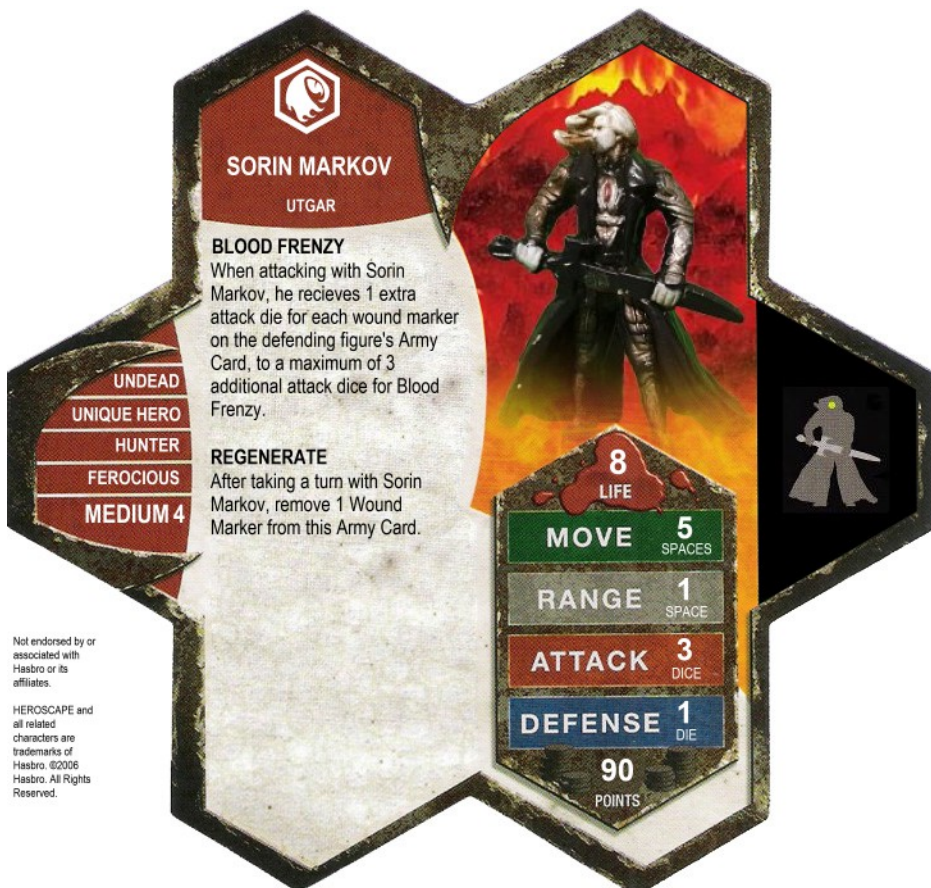 SORIN MARKOV
UTGAR
BLOOD FRENZY
When attacking with Sorin
Markov, he recieves 1 extra
attack die for each wound marker
on the defending figure's Army
Card, to a maximum of 3
additional attack dice for Blood
Frenzy.
REGENERATE
After taking a turn with Sorin
Markov, remove 1 Wound
Marker from this Army Card.
UNDEAD
UNIQUE HERO
HUNTER
FEROCIOUS
MEDIUM 4
8
LIFE
MOVE 5
SPACES
RANGE 1
SPACE
ATTACK 3
DICE
DEFENSE 1
DIE
90
POINTS
Not endorsed by or
associated with
Hasbro or its
affiliates.
HEROSCAPE and
all related
characters are
trademarks of
Hasbro. ©2006
Hasbro. All Rights
Reserved.